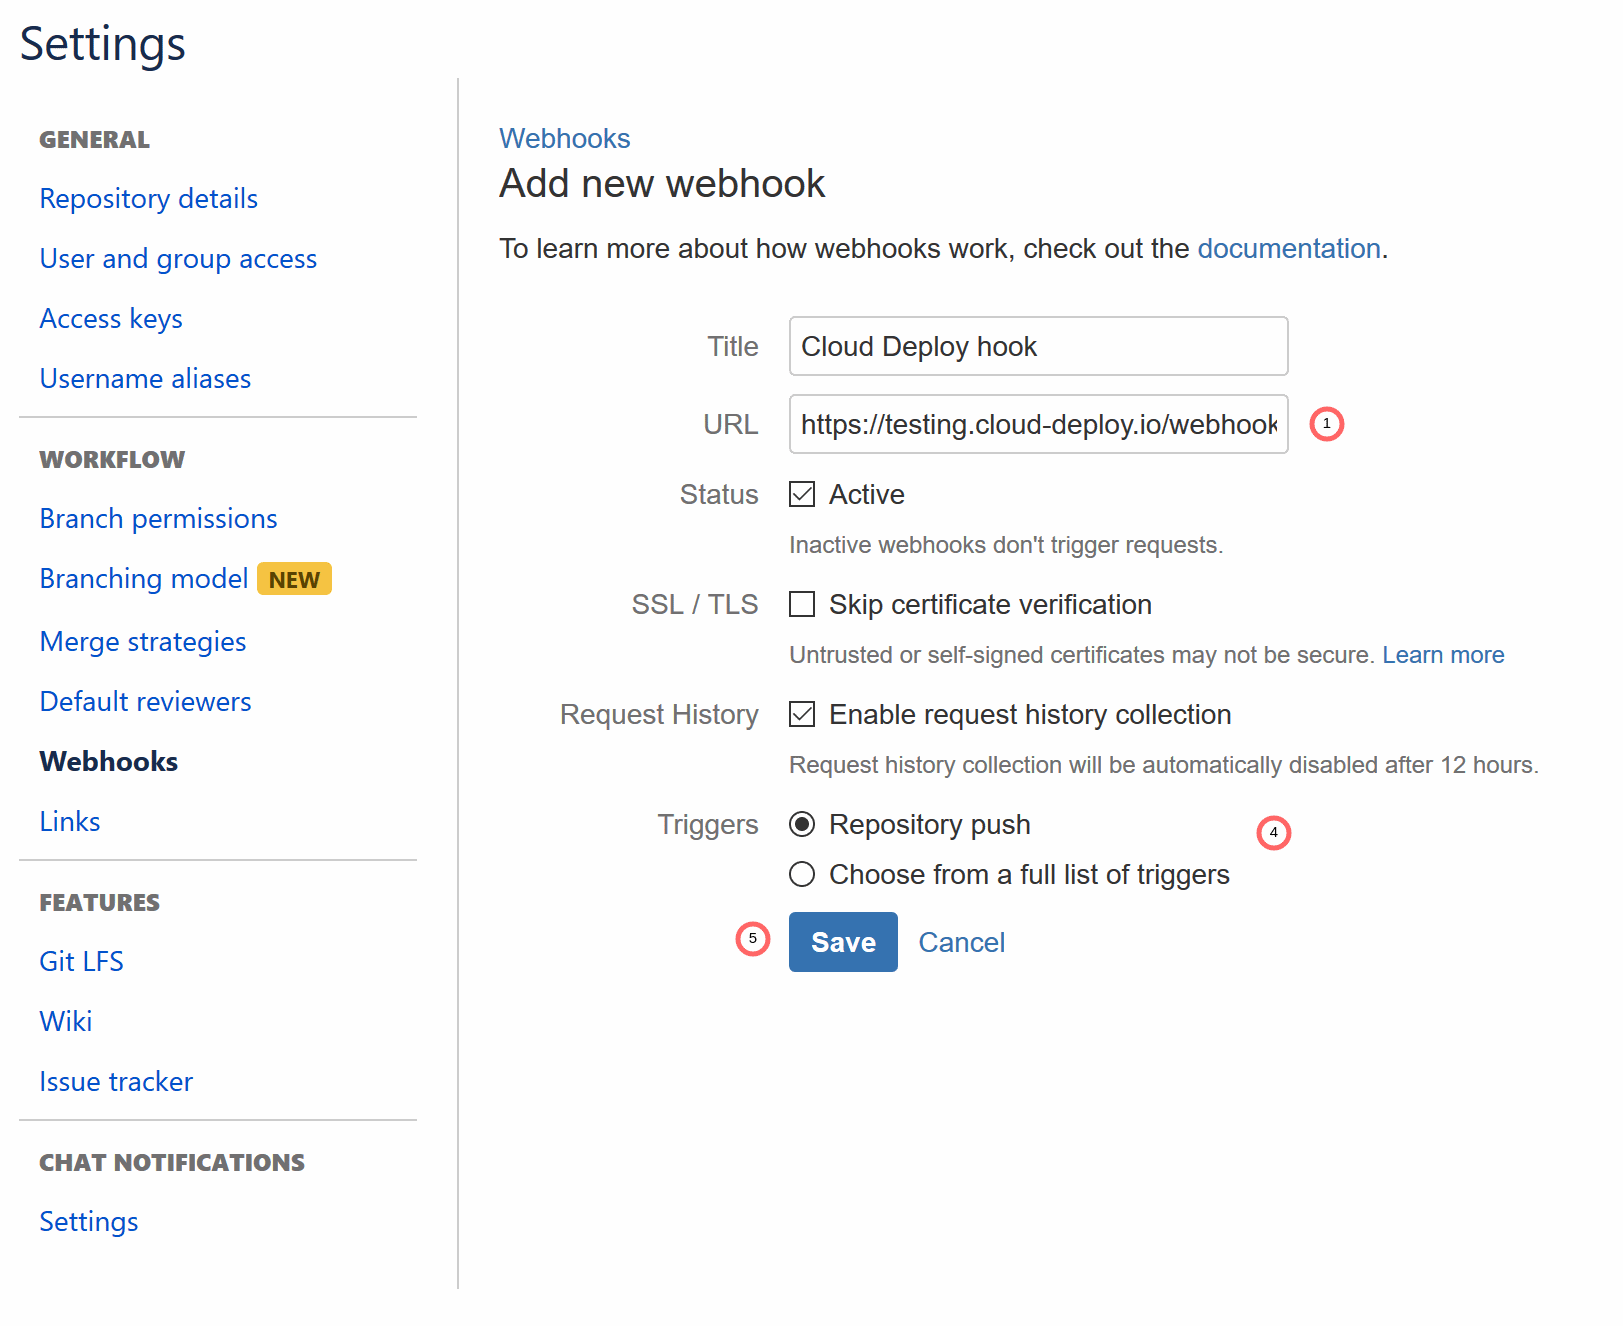 Settings
GENERAL
Repository details
User and group access
Access keys
Username aliases
WORKFLOW
Branch permissions
Branching model NEW
Merge strategies
Default reviewers
Webhooks
Links
FEATURES
Git LFS
Wiki
Issue tracker
CHAT NOTIFICATIONS
Settings
Webhooks
Add new webhook
To learn more about how webhooks work, check out the documentation.
Title Cloud Deploy hook
URL https://testing.cloud-deploy.io/webhook 1
Status Active
Inactive webhooks don't trigger requests.
SSL / TLS Skip certificate verification
Untrusted or self-signed certificates may not be secure. Learn more
Request History Enable request history collection
Request history collection will be automatically disabled after 12 hours.
Triggers Repository push 4
Choose from a full list of triggers
5 Save Cancel